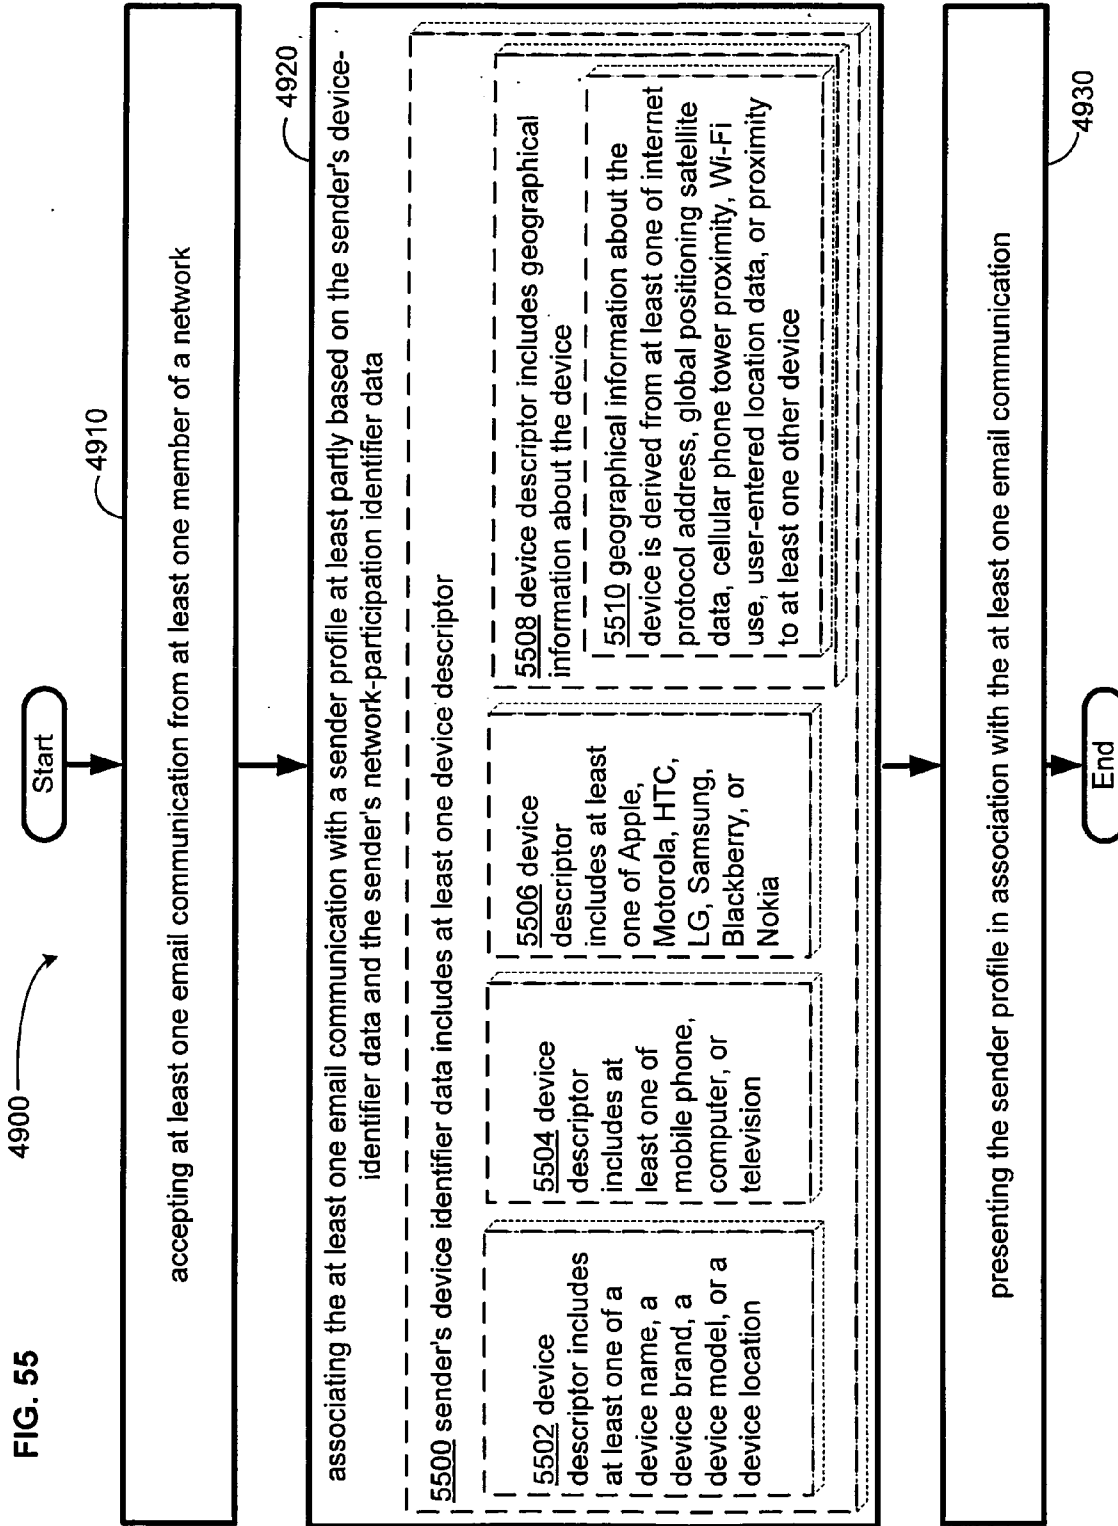 FIG. 55
4900
Start
4910
accepting at least one email communication from at least one member of a network
4920
associating the at least one email communication with a sender profile at least partly based on the sender's device-
identifier data and the sender's network-participation identifier data
5500 sender's device identifier data includes at least one device descriptor
5502 device
descriptor includes
at least one of a
device name, a
device brand, a
device model, or a
device location
5504 device
descriptor
includes at
least one of
mobile phone,
computer, or
television
5506 device
descriptor
includes at least
one of Apple,
Motorola, HTC,
LG, Samsung,
Blackberry, or
Nokia
5508 device descriptor includes geographical
information about the device
5510 geographical information about the
device is derived from at least one of internet
protocol address, global positioning satellite
data, cellular phone tower proximity, Wi-Fi
use, user-entered location data, or proximity
to at least one other device
4930
presenting the sender profile in association with the at least one email communication
End